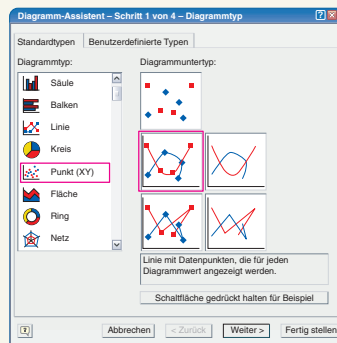 Diagramm-Assistent – Schritt 1 von 4 – Diagrammtyp
Standardtypen
Benutzerdefinierte Typen
Diagrammtyp:
Säule
Balken
Linie
Kreis
Punkt (XY)
Fläche
Ring
Netz
Diagrammuntertyp:
Linie mit Datenpunkten, die für jeden
Diagrammwert angezeigt werden.
Schaltfläche gedrückt halten für Beispiel
Abbrechen
< Zurück
Weiter >
Fertig stellen